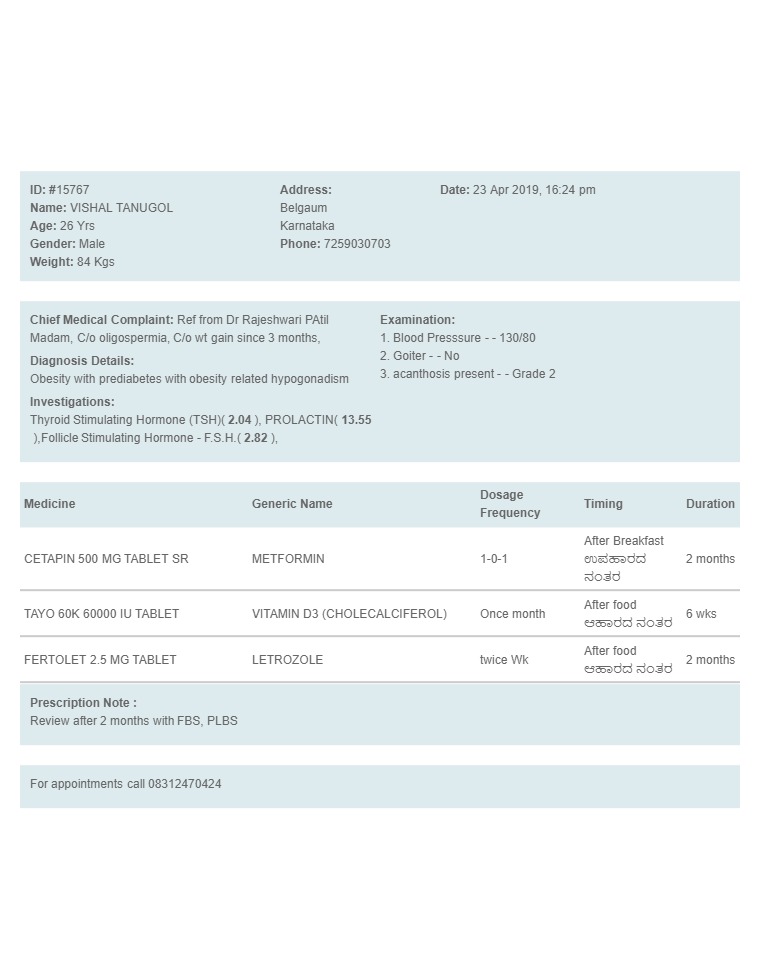 ID: #15767
Name: VISHAL TANUGOL
Age: 26 Yrs
Gender: Male
Weight: 84 Kgs
Address:
Belgaum
Karnataka
Phone: 7259030703
Date: 23 Apr 2019, 16:24 pm
Chief Medical Complaint: Ref from Dr Rajeshwari PAtil
Madam, C/o oligospermia, C/o wt gain since 3 months,
Diagnosis Details:
Obesity with prediabetes with obesity related hypogonadism
Investigations:
Thyroid Stimulating Hormone (TSH)( 2.04 ), PROLACTIN( 13.55
),Follicle Stimulating Hormone - F.S.H.( 2.82 ),
Examination:
1. Blood Presssure - - 130/80
2. Goiter - - No
3. acanthosis present - - Grade 2
Medicine Generic Name Dosage Frequency Timing Duration
CETAPIN 500 MG TABLET SR METFORMIN 1-0-1 After Breakfast 2 months
ಉಪಹಾರದ
ನಂತರ
TAYO 60K 60000 IU TABLET VITAMIN D3 (CHOLECALCIFEROL) Once month After food 6 wks
ಆಹಾರದ ನಂತರ
FERTOLET 2.5 MG TABLET LETROZOLE twice Wk After food 2 months
ಆಹಾರದ ನಂತರ
Prescription Note :
Review after 2 months with FBS, PLBS
For appointments call 08312470424